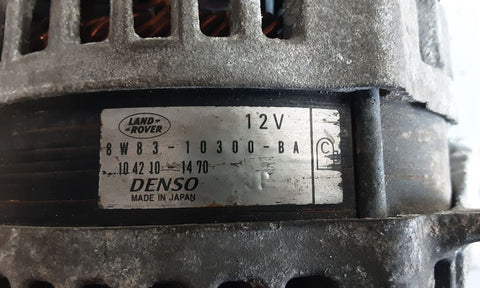 LAND-
ROVER
12V
8W83-10300-BA
C
104210-1470
DENSO
MADE IN JAPAN